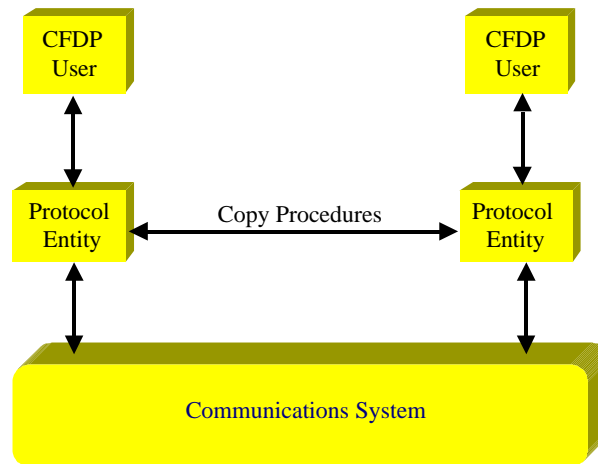 CFDP
User
CFDP
User
Protocol
Entity
Copy Procedures
Protocol
Entity
Communications System